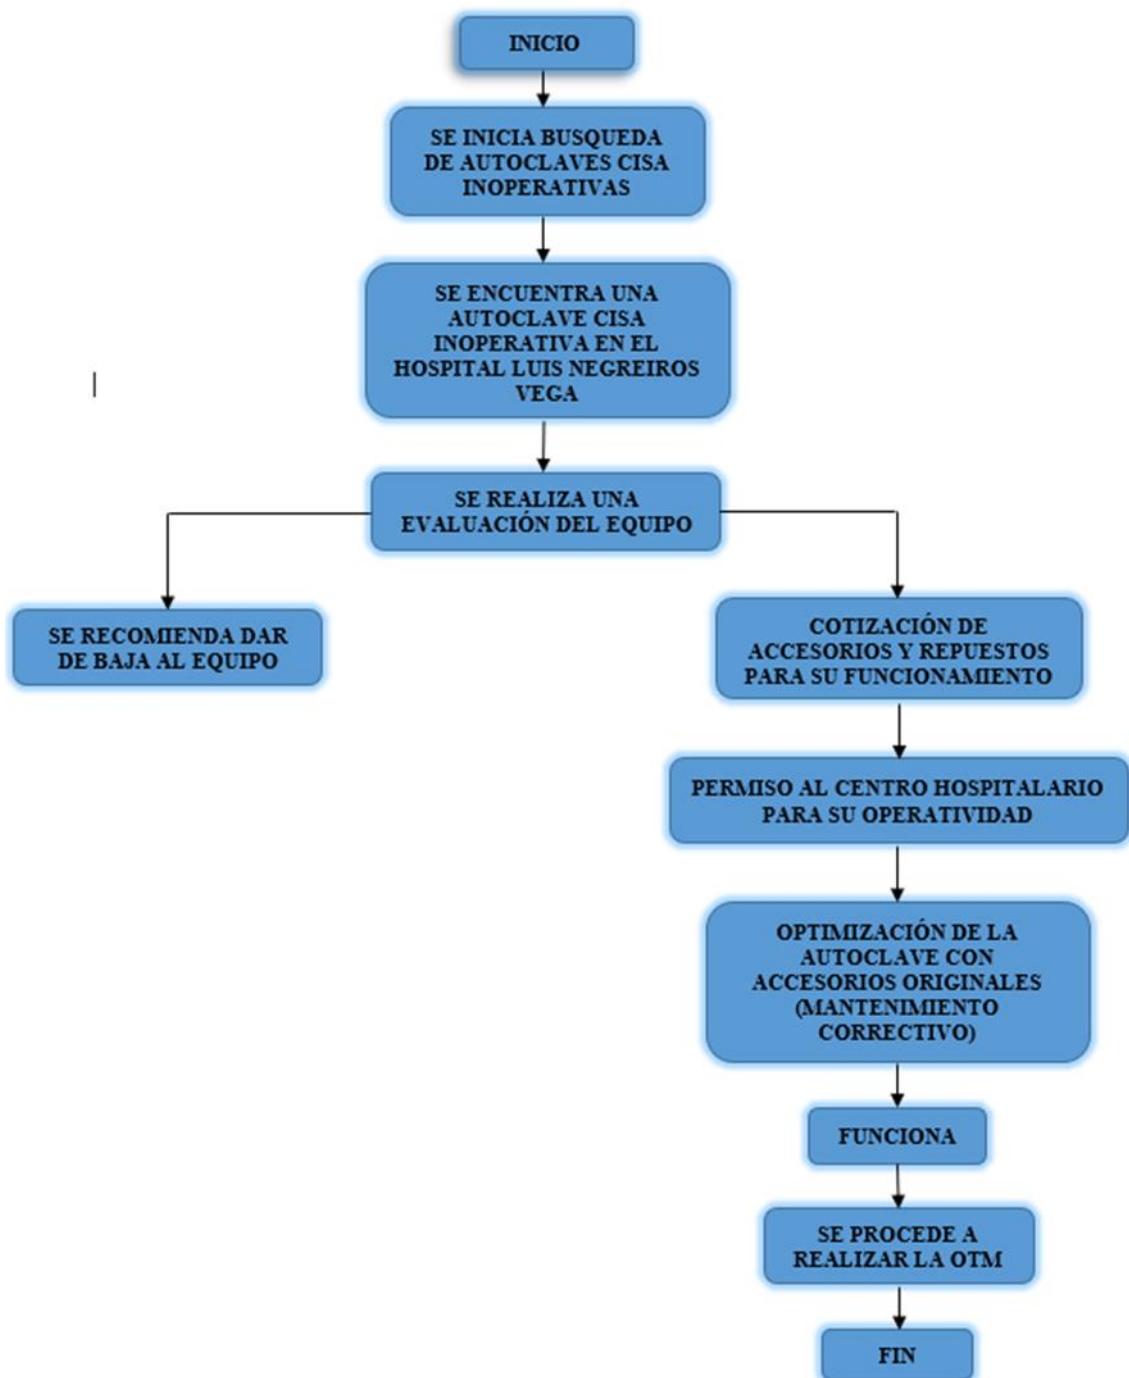 INICIO
SE INICIA BUSQUEDA
DE AUTOCLAVES CISA
INOPERATIVAS
SE ENCUENTRA UNA
AUTOCLAVE CISA
INOPERATIVA EN EL
HOSPITAL LUIS NEGREIROS
VEGA
SE REALIZA UNA
EVALUACIÓN DEL EQUIPO
SE RECOMIENDA DAR
DE BAJA AL EQUIPO
COTIZACIÓN DE
ACCESORIOS Y REPUESTOS
PARA SU FUNCIONAMIENTO
PERMISO AL CENTRO HOSPITALARIO
PARA SU OPERATIVIDAD
OPTIMIZACIÓN DE LA
AUTOCLAVE CON
ACCESORIOS ORIGINALES
(MANTENIMIENTO
CORRECTIVO)
FUNCIONA
SE PROCEDE A
REALIZAR LA OTM
FIN